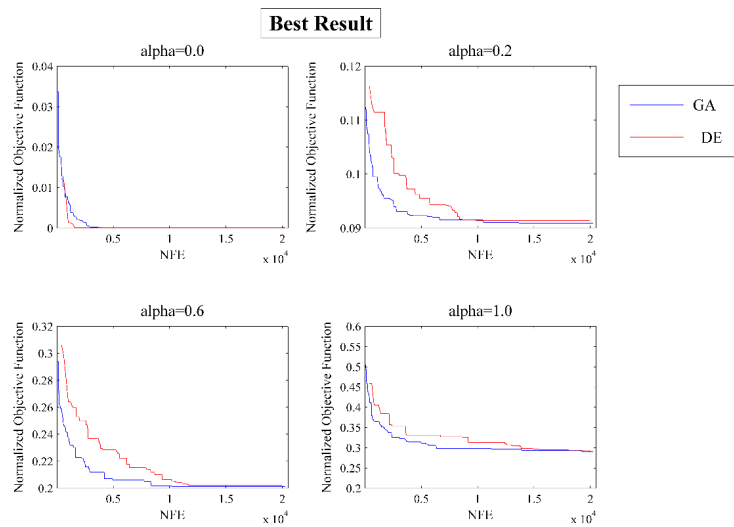 Best Result
alpha=0.0
Normalized Objective Function
0.04
0.03
0.02
0.01
0
0.5
1
1.5
2
NFE
x 10^4
alpha=0.2
Normalized Objective Function
0.12
0.11
0.1
0.09
0.5
1
1.5
2
NFE
x 10^4
GA
DE
alpha=0.6
Normalized Objective Function
0.32
0.3
0.28
0.26
0.24
0.22
0.2
0.5
1
1.5
2
NFE
x 10^4
alpha=1.0
Normalized Objective Function
0.6
0.5
0.45
0.4
0.35
0.3
0.2
0.5
1
1.5
2
NFE
x 10^4